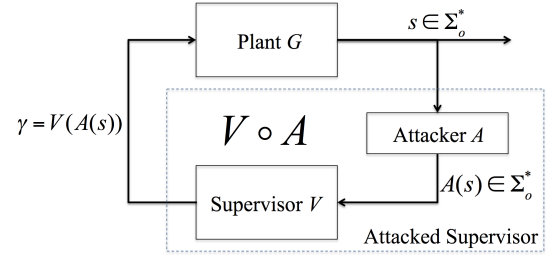 Plant G
s ∈ Σ_o^*
γ = V(A(s))
V ∘ A
Attacker A
A(s) ∈ Σ_o^*
Supervisor V
Attacked Supervisor